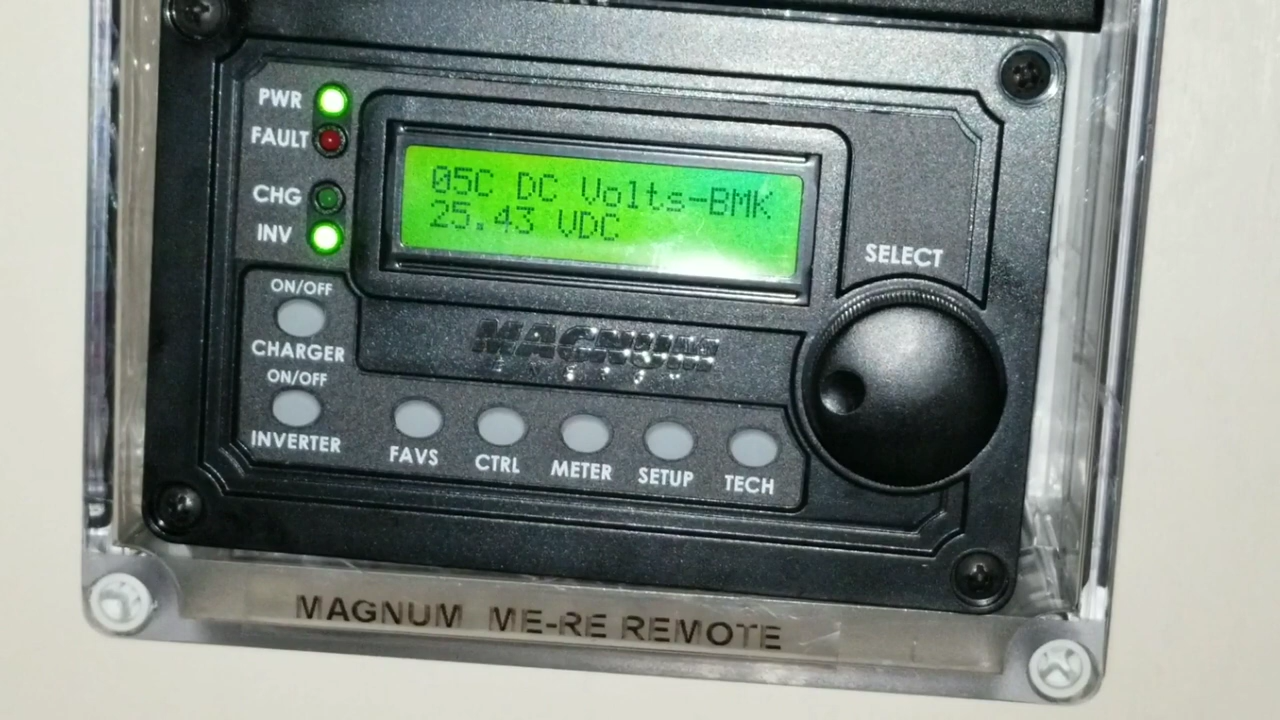 PWR
FAULT
CHG
INV
05C DC Volts-BMK
25.43 VDC
SELECT
ON/OFF
CHARGER
ON/OFF
INVERTER
MAGNUM
ENERGY
FAVS
CTRL
METER
SETUP
TECH
MAGNUM ME-RE REMOTE